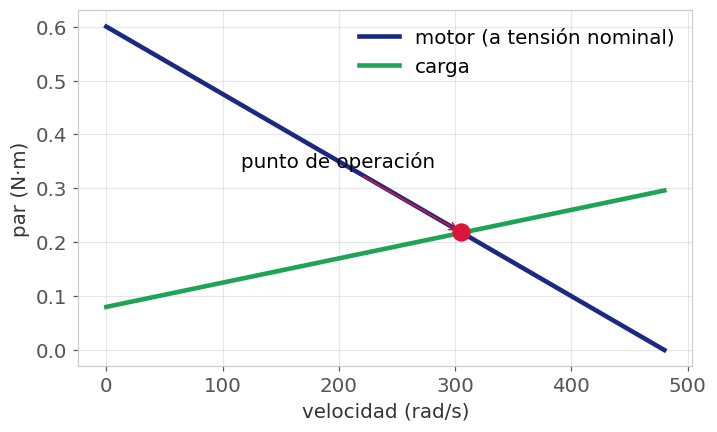 0.6
0.5
0.4
0.3
0.2
0.1
0.0
par (N·m)
motor (a tensión nominal)
carga
punto de operación
0
100
200
300
400
500
velocidad (rad/s)